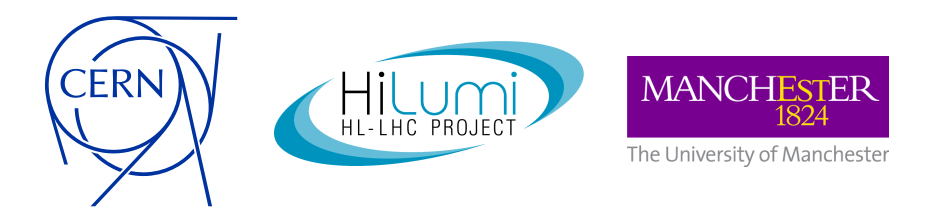 CERN
HiLumi
HL-LHC PROJECT
MANCHEstER
1824
The University of Manchester